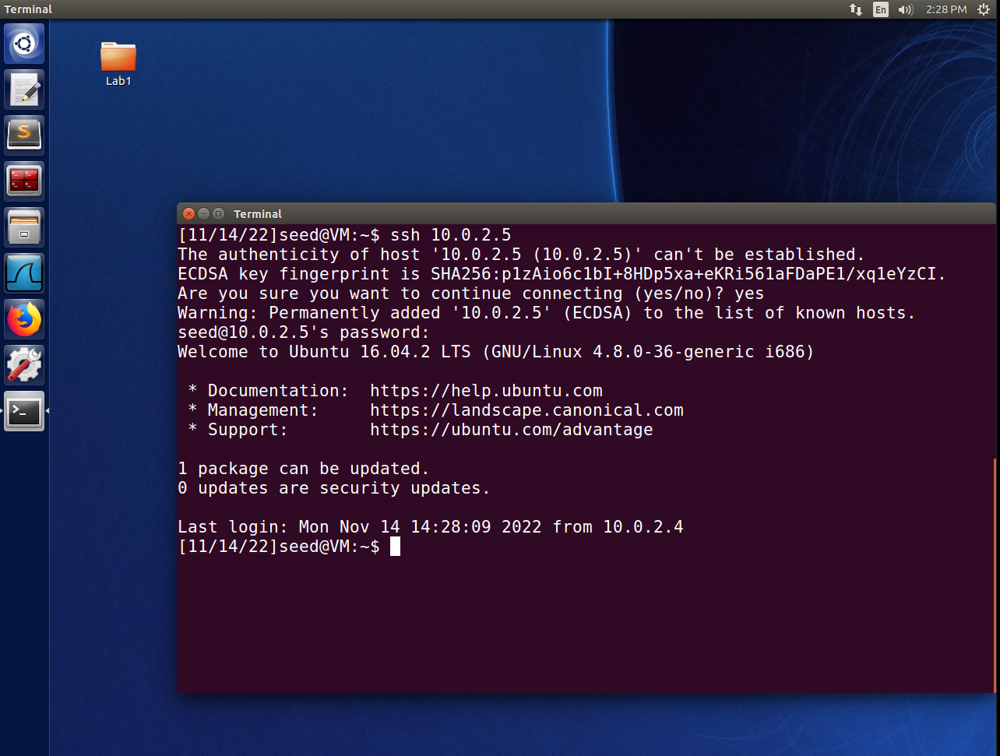 Terminal
En
2:28 PM
Lab1
Terminal
[11/14/22]seed@VM:~$ ssh 10.0.2.5
The authenticity of host '10.0.2.5 (10.0.2.5)' can't be established.
ECDSA key fingerprint is SHA256:p1zAio6c1bI+8HDp5xa+eKRi561aFDaPE1/xq1eYzCI.
Are you sure you want to continue connecting (yes/no)? yes
Warning: Permanently added '10.0.2.5' (ECDSA) to the list of known hosts.
seed@10.0.2.5's password:
Welcome to Ubuntu 16.04.2 LTS (GNU/Linux 4.8.0-36-generic i686)
* Documentation:  https://help.ubuntu.com
* Management:     https://landscape.canonical.com
* Support:        https://ubuntu.com/advantage
1 package can be updated.
0 updates are security updates.
Last login: Mon Nov 14 14:28:09 2022 from 10.0.2.4
[11/14/22]seed@VM:~$